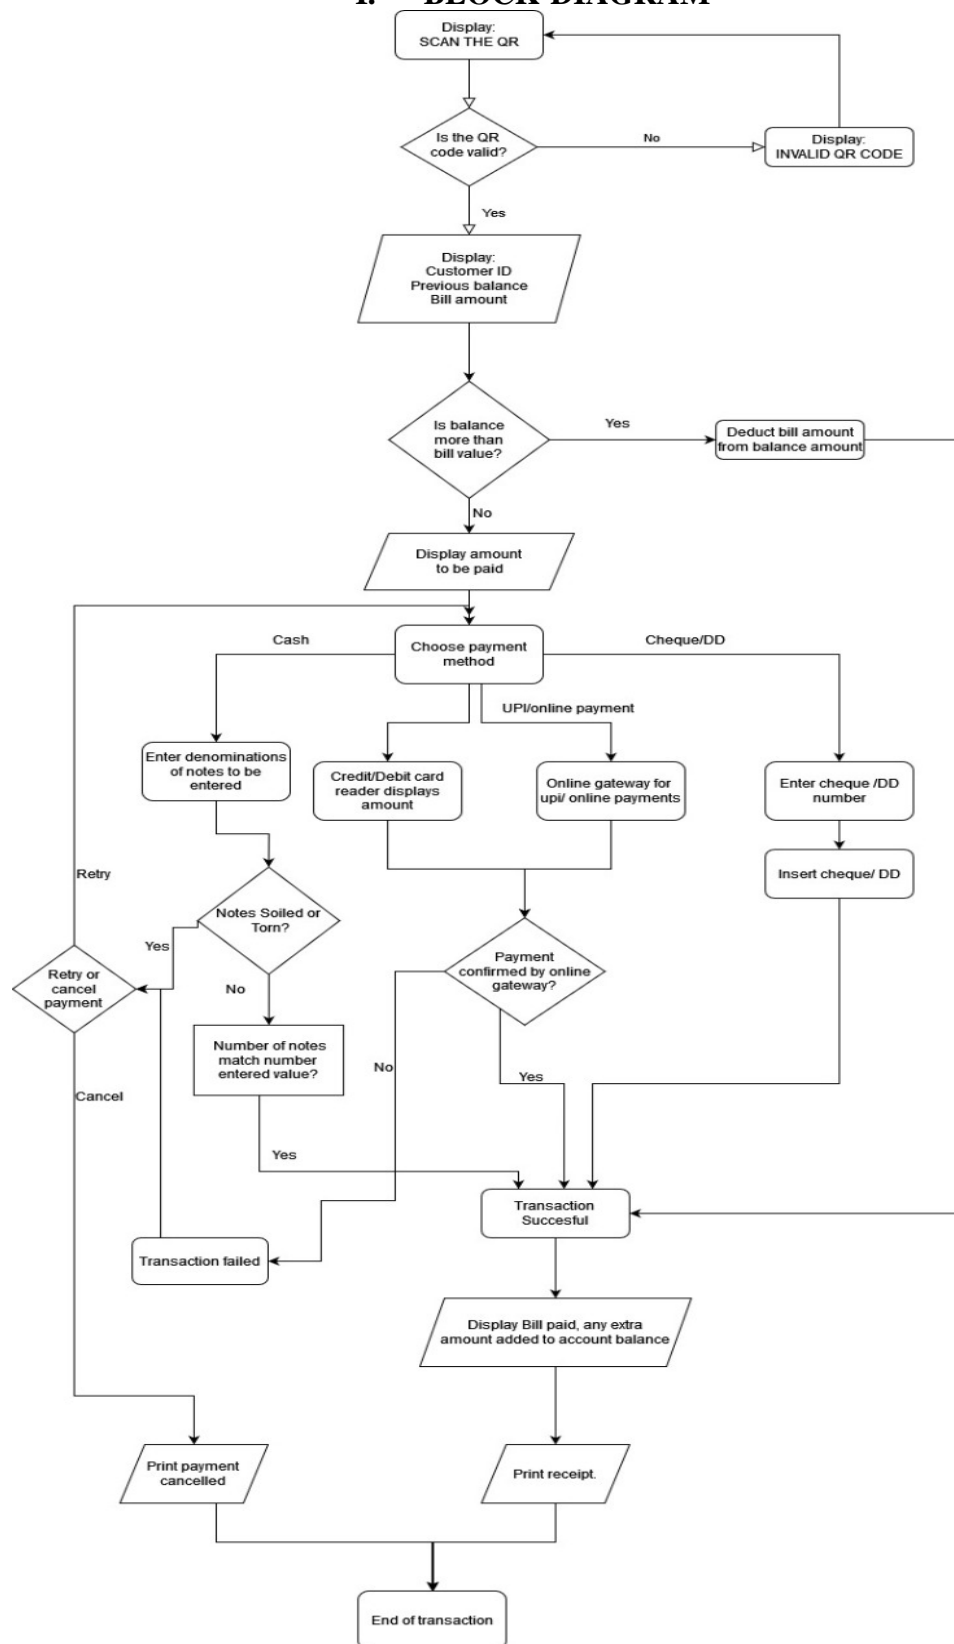 I. BLOCK DIAGRAM
Display:
SCAN THE QR
Is the QR
code valid?
No
Display:
INVALID QR CODE
Yes
Display:
Customer ID
Previous balance
Bill amount
Is balance
more than
bill value?
Yes
Deduct bill amount
from balance amount
No
Display amount
to be paid
Choose payment
method
Cash
Cheque/DD
UPI/online payment
Enter denominations
of notes to be
entered
Credit/Debit card
reader displays
amount
Online gateway for
upi/ online payments
Enter cheque /DD
number
Insert cheque/ DD
Retry
Notes Soiled or
Torn?
Yes
No
Retry or
cancel
payment
Payment
confirmed by online
gateway?
Number of notes
match number
entered value?
No
Yes
Cancel
Yes
Transaction
Succesful
Transaction failed
Display Bill paid, any extra
amount added to account balance
Print payment
cancelled
Print receipt.
End of transaction